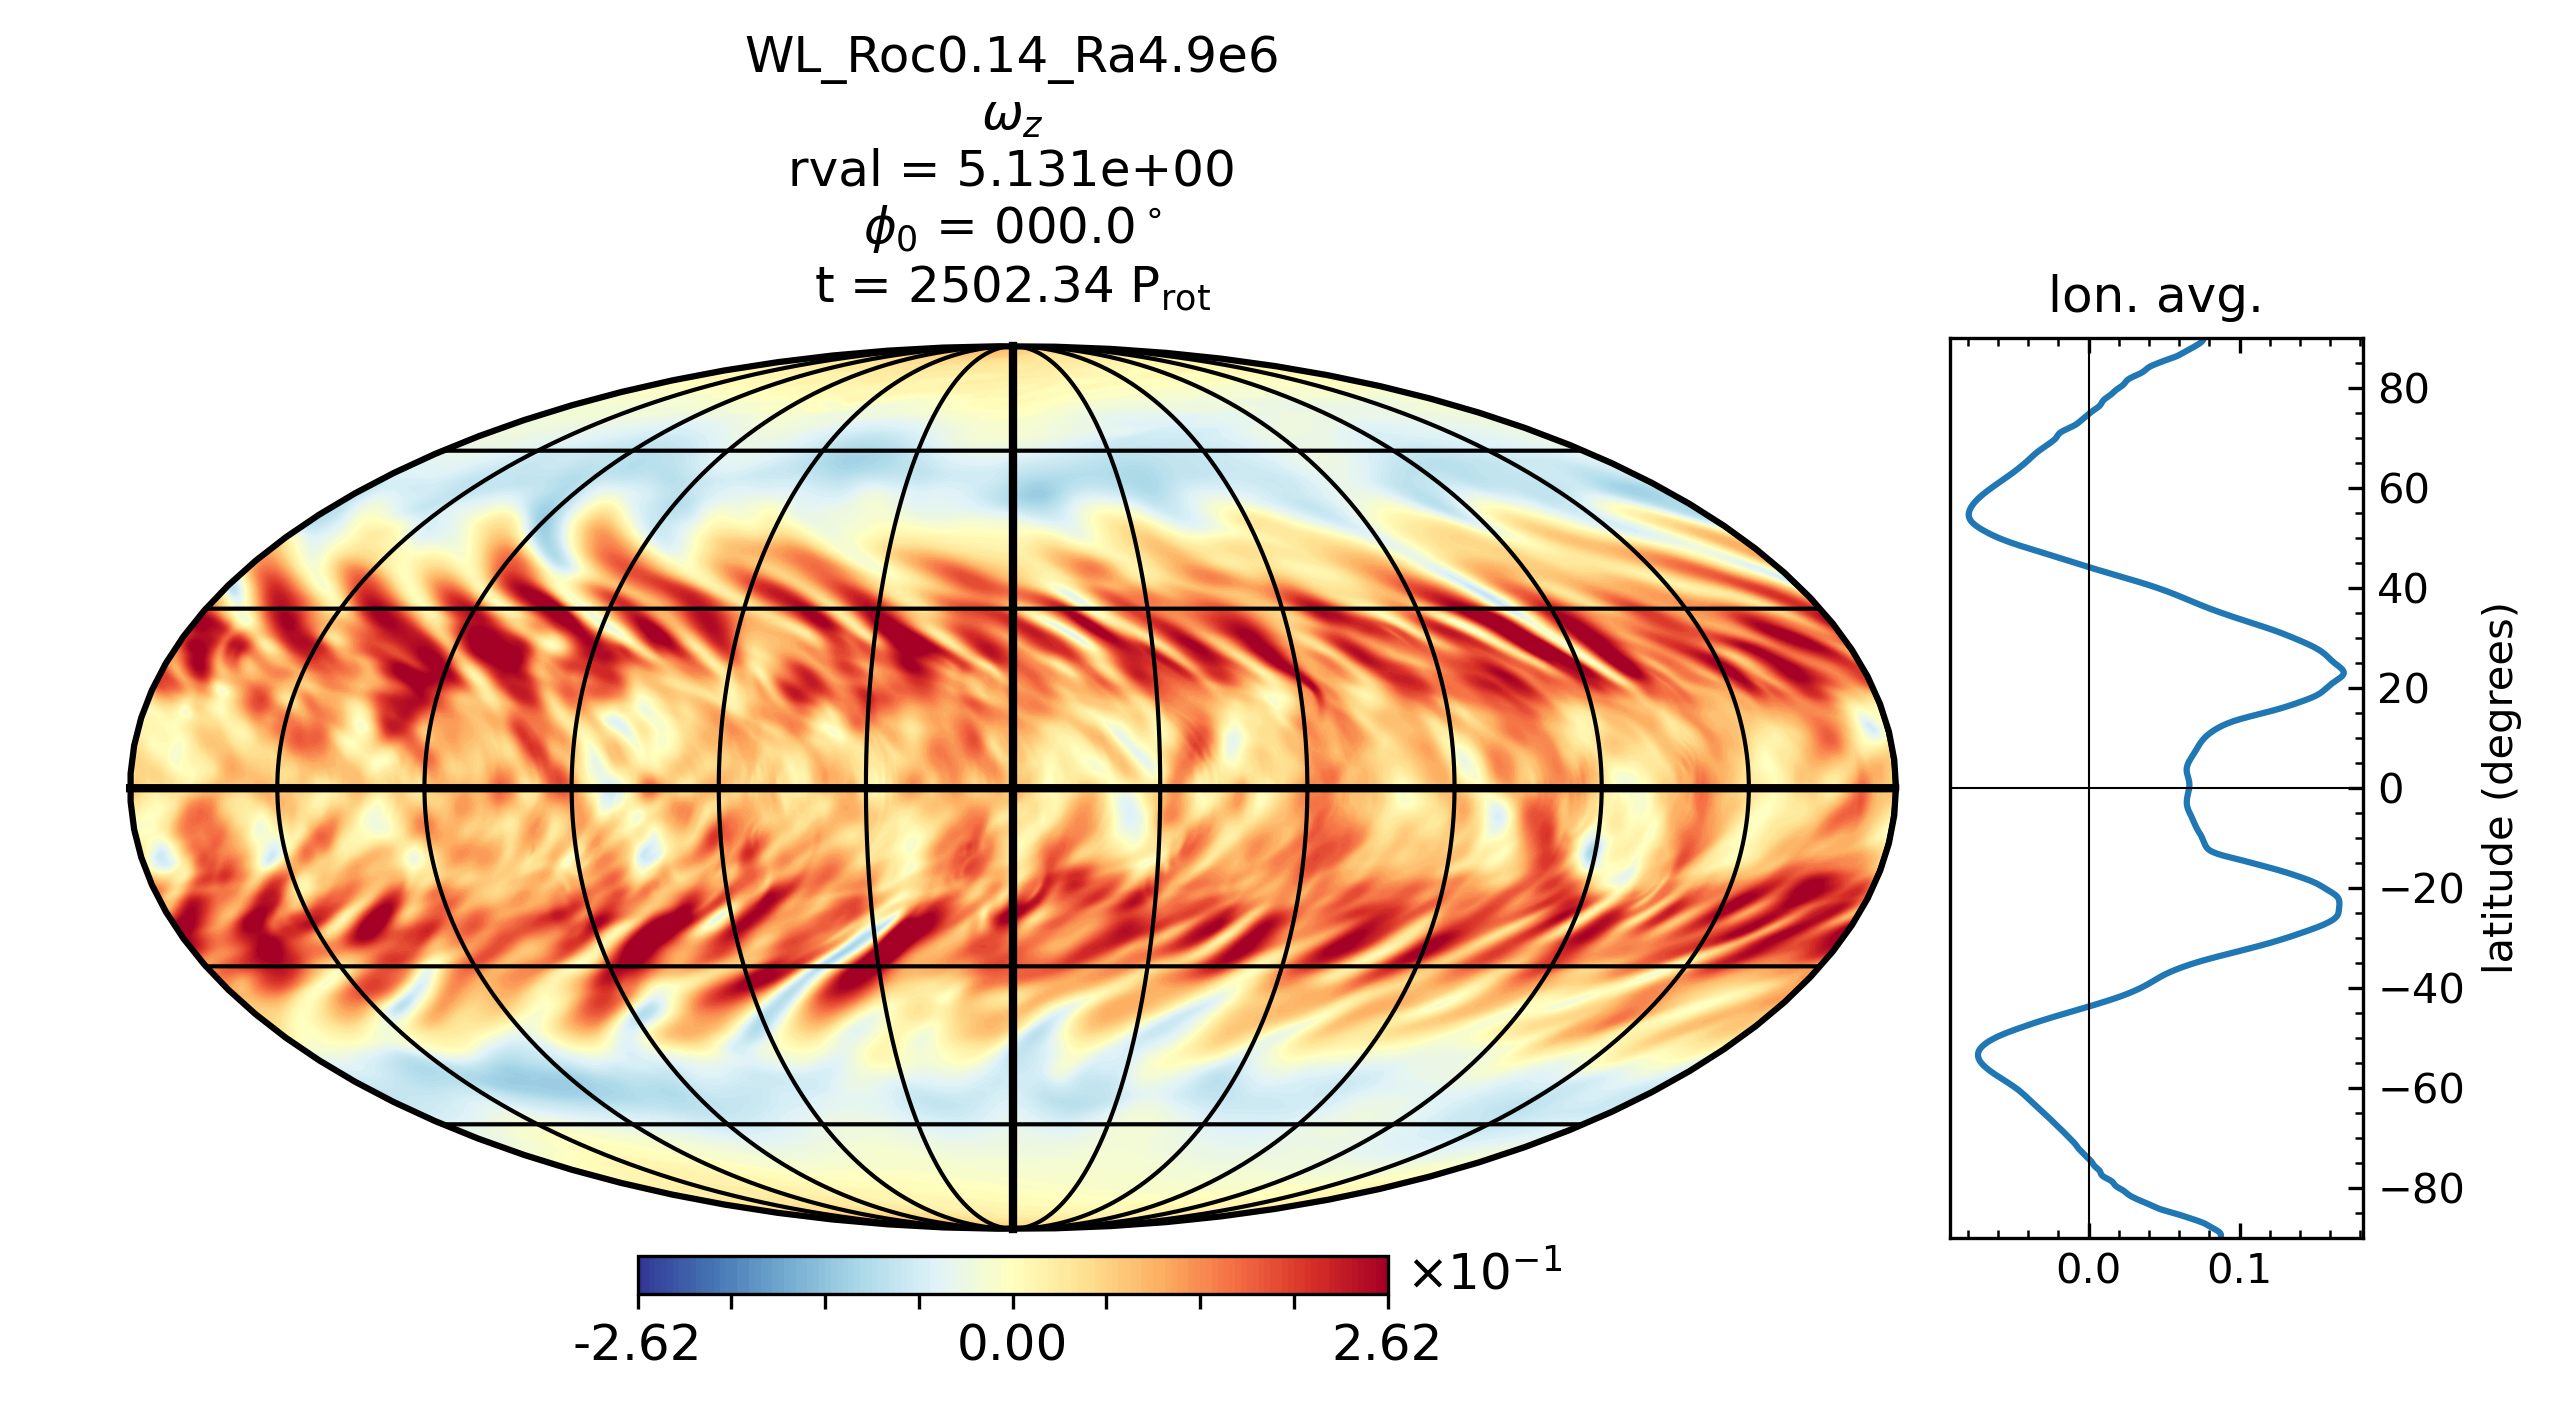 WL_Roc0.14_Ra4.9e6
ω_z
rval = 5.131e+00
ϕ_0 = 000.0°
t = 2502.34 P_rot
lon. avg.
80
60
40
20
0
−20
−40
−60
−80
latitude (degrees)
0.0 0.1
×10^−1
-2.62 0.00 2.62